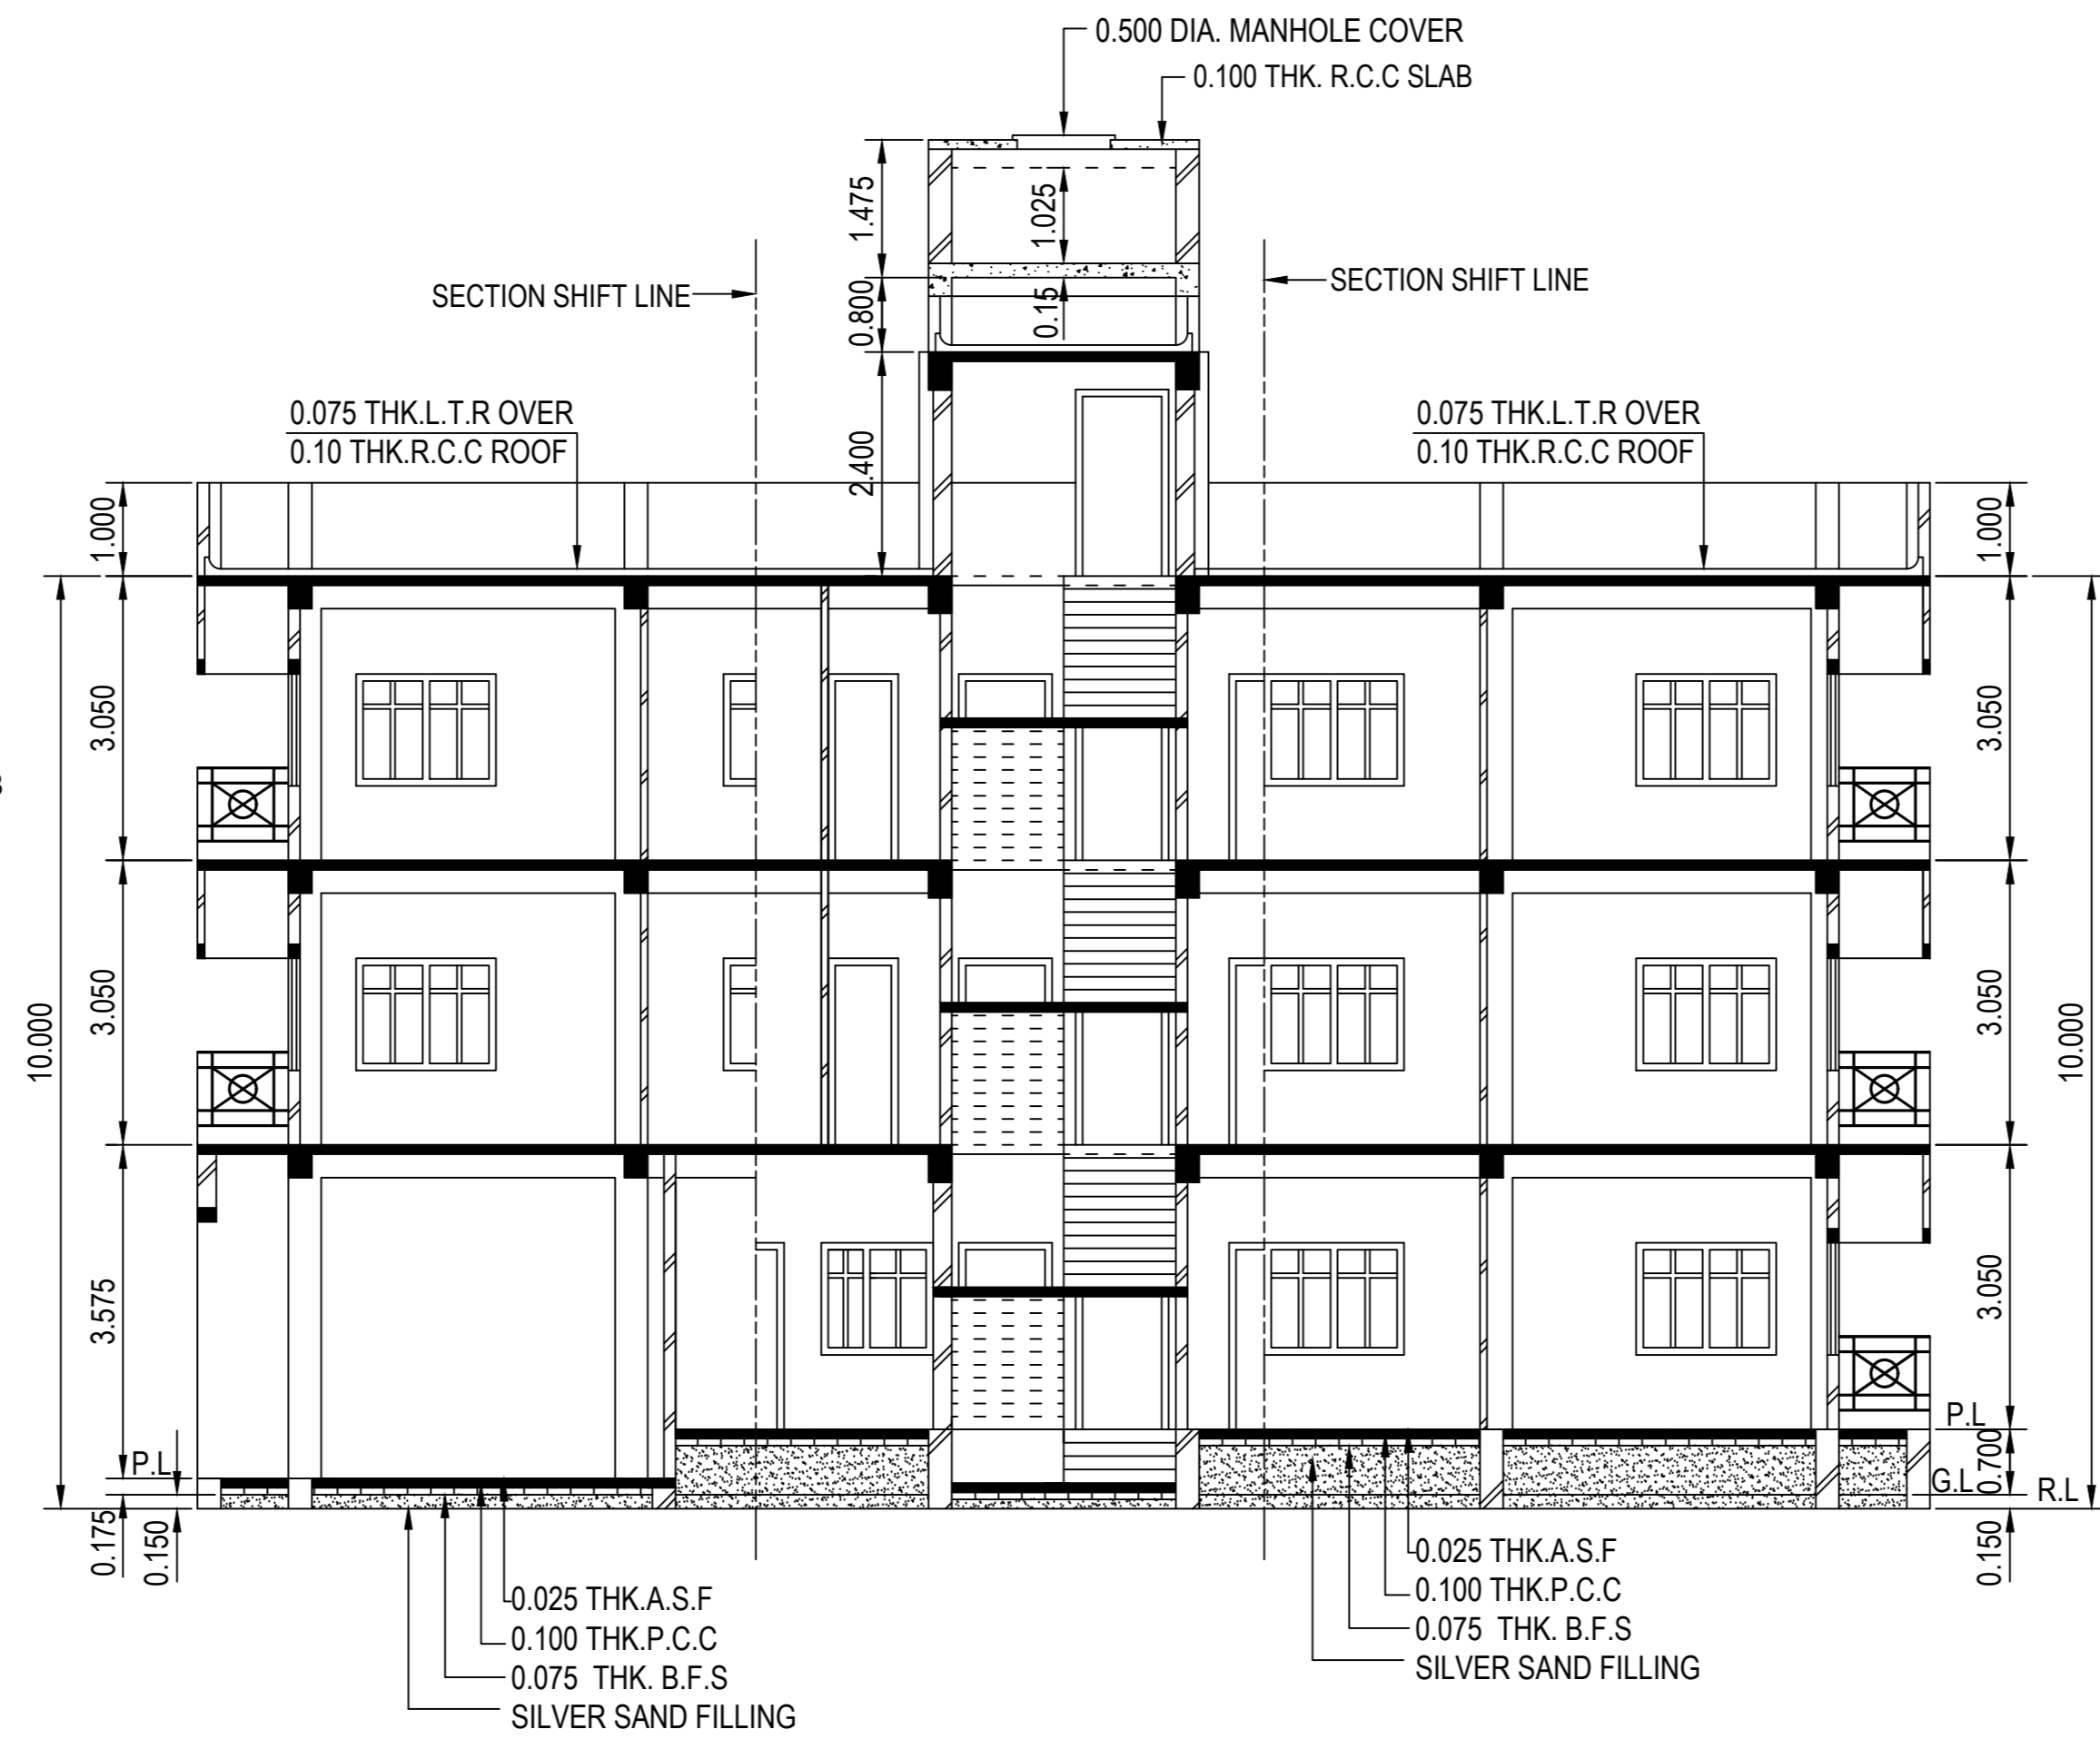 0.500 DIA. MANHOLE COVER
0.100 THK. R.C.C SLAB
1.475
1.025
SECTION SHIFT LINE
SECTION SHIFT LINE
0.800
0.15
0.075 THK.L.T.R OVER
0.10 THK.R.C.C ROOF
2.400
0.075 THK.L.T.R OVER
0.10 THK.R.C.C ROOF
1.000
1.000
3.050
3.050
3.050
3.050
10.000
10.000
3.575
3.050
P.L
P.L
0.700
G.L
R.L
0.175
0.150
0.150
0.025 THK.A.S.F
0.100 THK.P.C.C
0.075 THK. B.F.S
SILVER SAND FILLING
0.025 THK.A.S.F
0.100 THK.P.C.C
0.075 THK. B.F.S
SILVER SAND FILLING